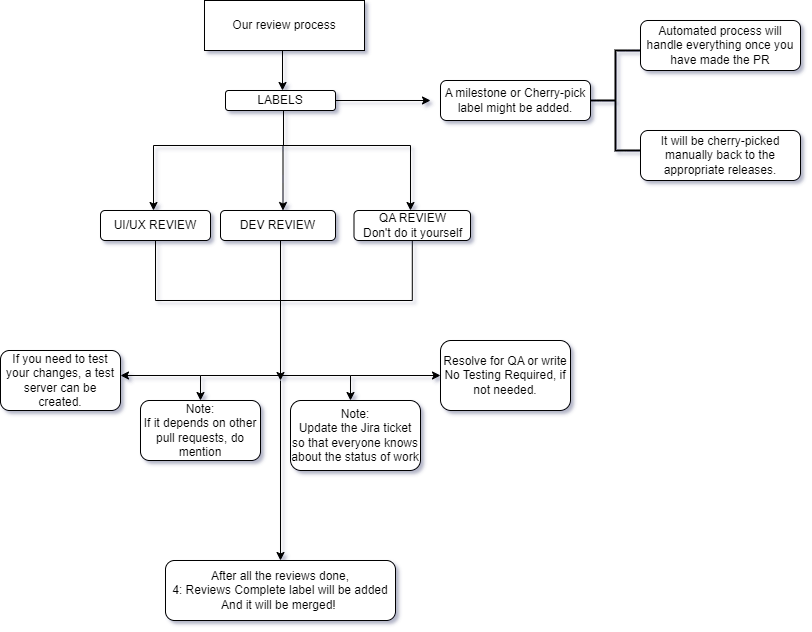 Our review process
LABELS
A milestone or Cherry-pick
label might be added.
Automated process will
handle everything once you
have made the PR
It will be cherry-picked
manually back to the
appropriate releases.
UI/UX REVIEW
DEV REVIEW
QA REVIEW
Don't do it yourself
If you need to test
your changes, a test
server can be
created.
Note:
If it depends on other
pull requests, do
mention
Note:
Update the Jira ticket
so that everyone knows
about the status of work
Resolve for QA or write
No Testing Required, if
not needed.
After all the reviews done,
4: Reviews Complete label will be added
And it will be merged!